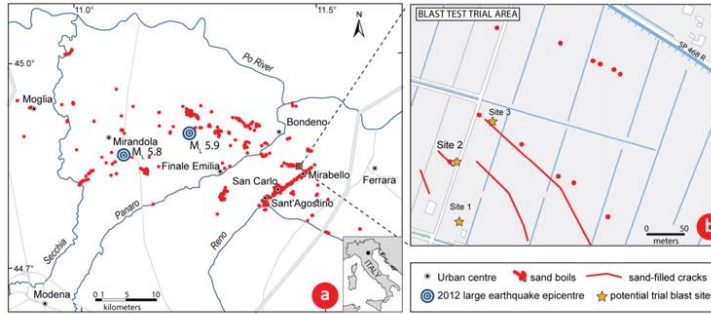 11.0°
11.5°
45.0°
44.7°
N
Po River
Moglia
Mirandola
M_L 5.8
M_L 5.9
Bondeno
Finale Emilia
San Carlo
Mirabello
Sant'Agostino
Ferrara
Secchia
Panaro
Reno
Modena
0 1 5 10
kilometers
ITALY
a
BLAST TEST TRIAL AREA
SP 468 R
Site 3
Site 2
Site 1
0 50
meters
b
Urban centre
sand boils
sand-filled cracks
2012 large earthquake epicentre
potential trial blast sites